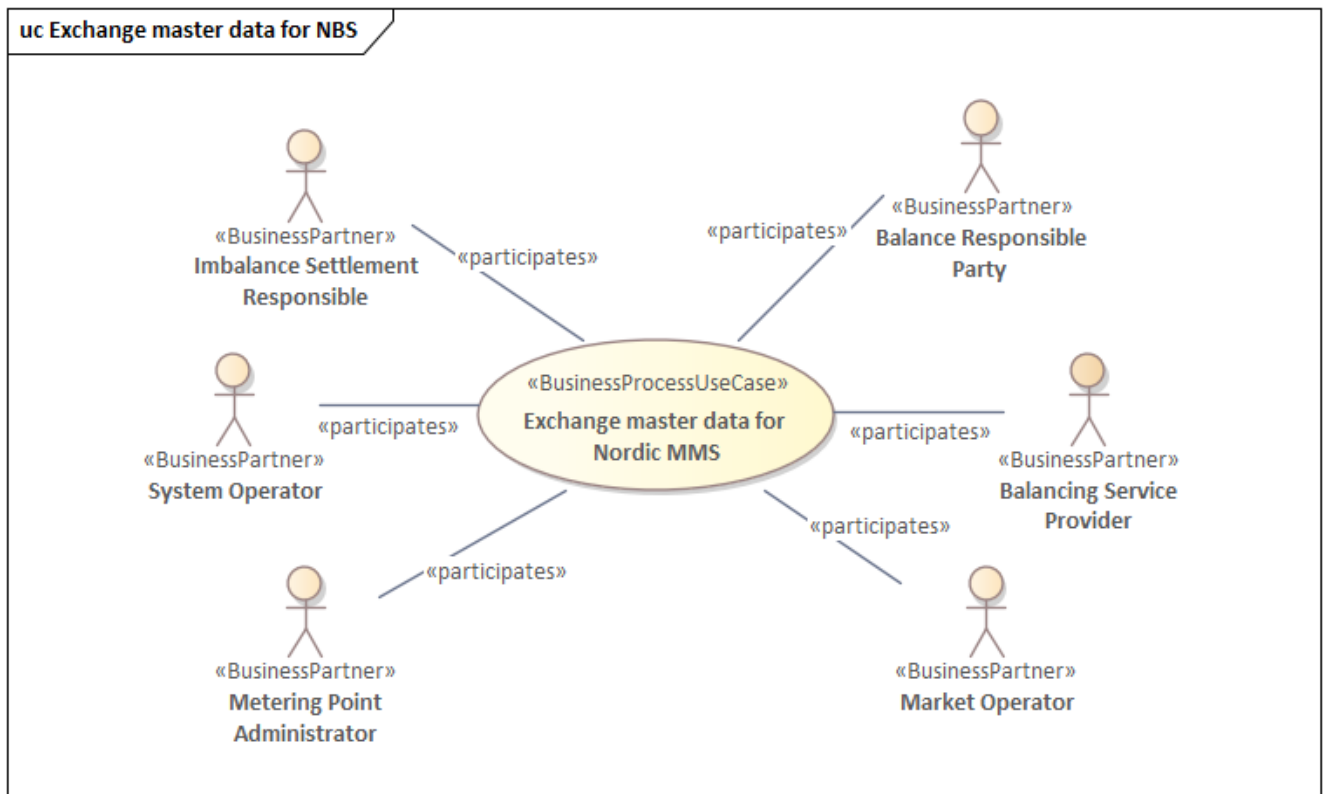 uc Exchange master data for NBS
«BusinessPartner»
Imbalance Settlement
Responsible
«participates»
«BusinessPartner»
Balance Responsible
Party
«participates»
«BusinessProcessUseCase»
Exchange master data for
Nordic MMS
«BusinessPartner»
System Operator
«participates»
«BusinessPartner»
Balancing Service
Provider
«participates»
«BusinessPartner»
Metering Point
Administrator
«participates»
«BusinessPartner»
Market Operator
«participates»